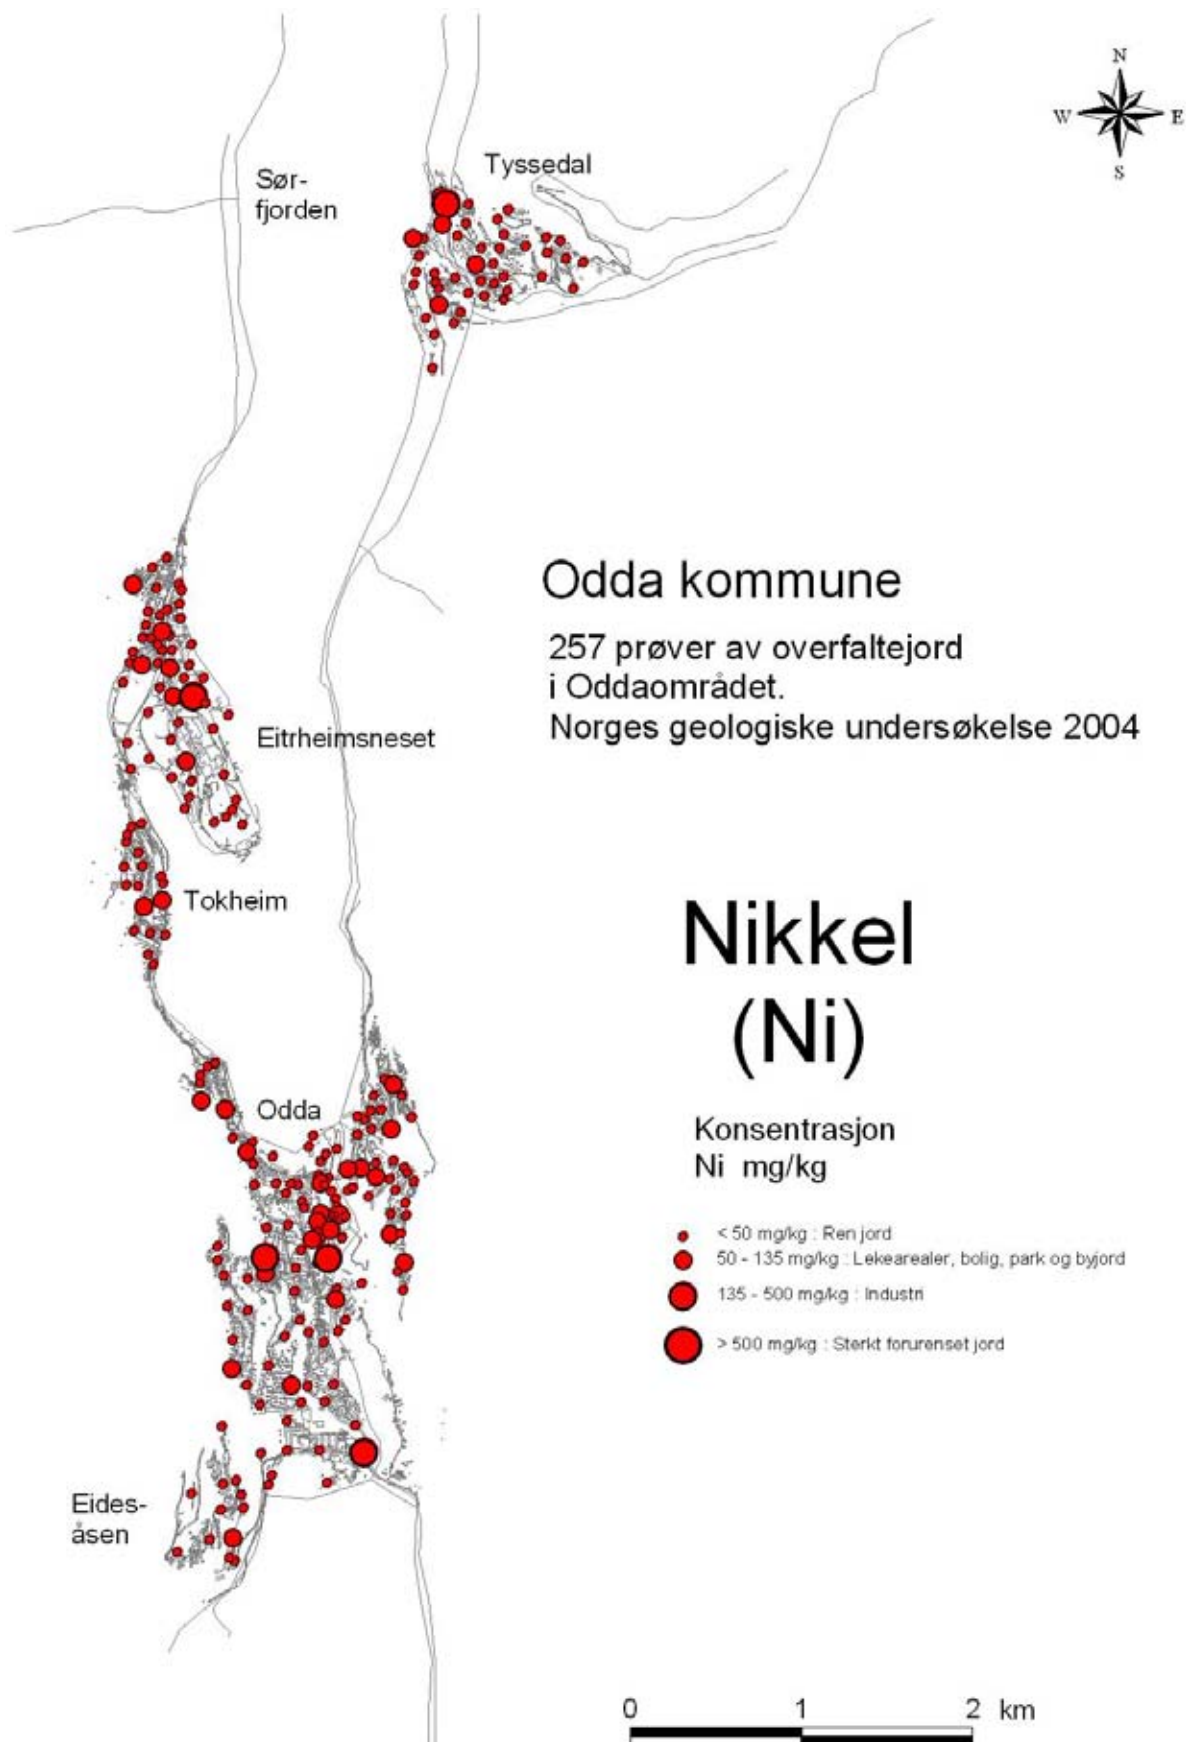 N
W
E
S
Tyssedal
Sør-
fjorden
Odda kommune
257 prøver av overfaltejord
i Oddaområdet.
Norges geologiske undersøkelse 2004
Eitrheimsneset
Tokheim
Nikkel
(Ni)
Odda
Konsentrasjon
Ni mg/kg
< 50 mg/kg : Ren jord
50 - 135 mg/kg : Lekearealer, bolig, park og byjord
135 - 500 mg/kg : Industri
> 500 mg/kg : Sterkt forurenset jord
Eides-
åsen
0 1 2 km